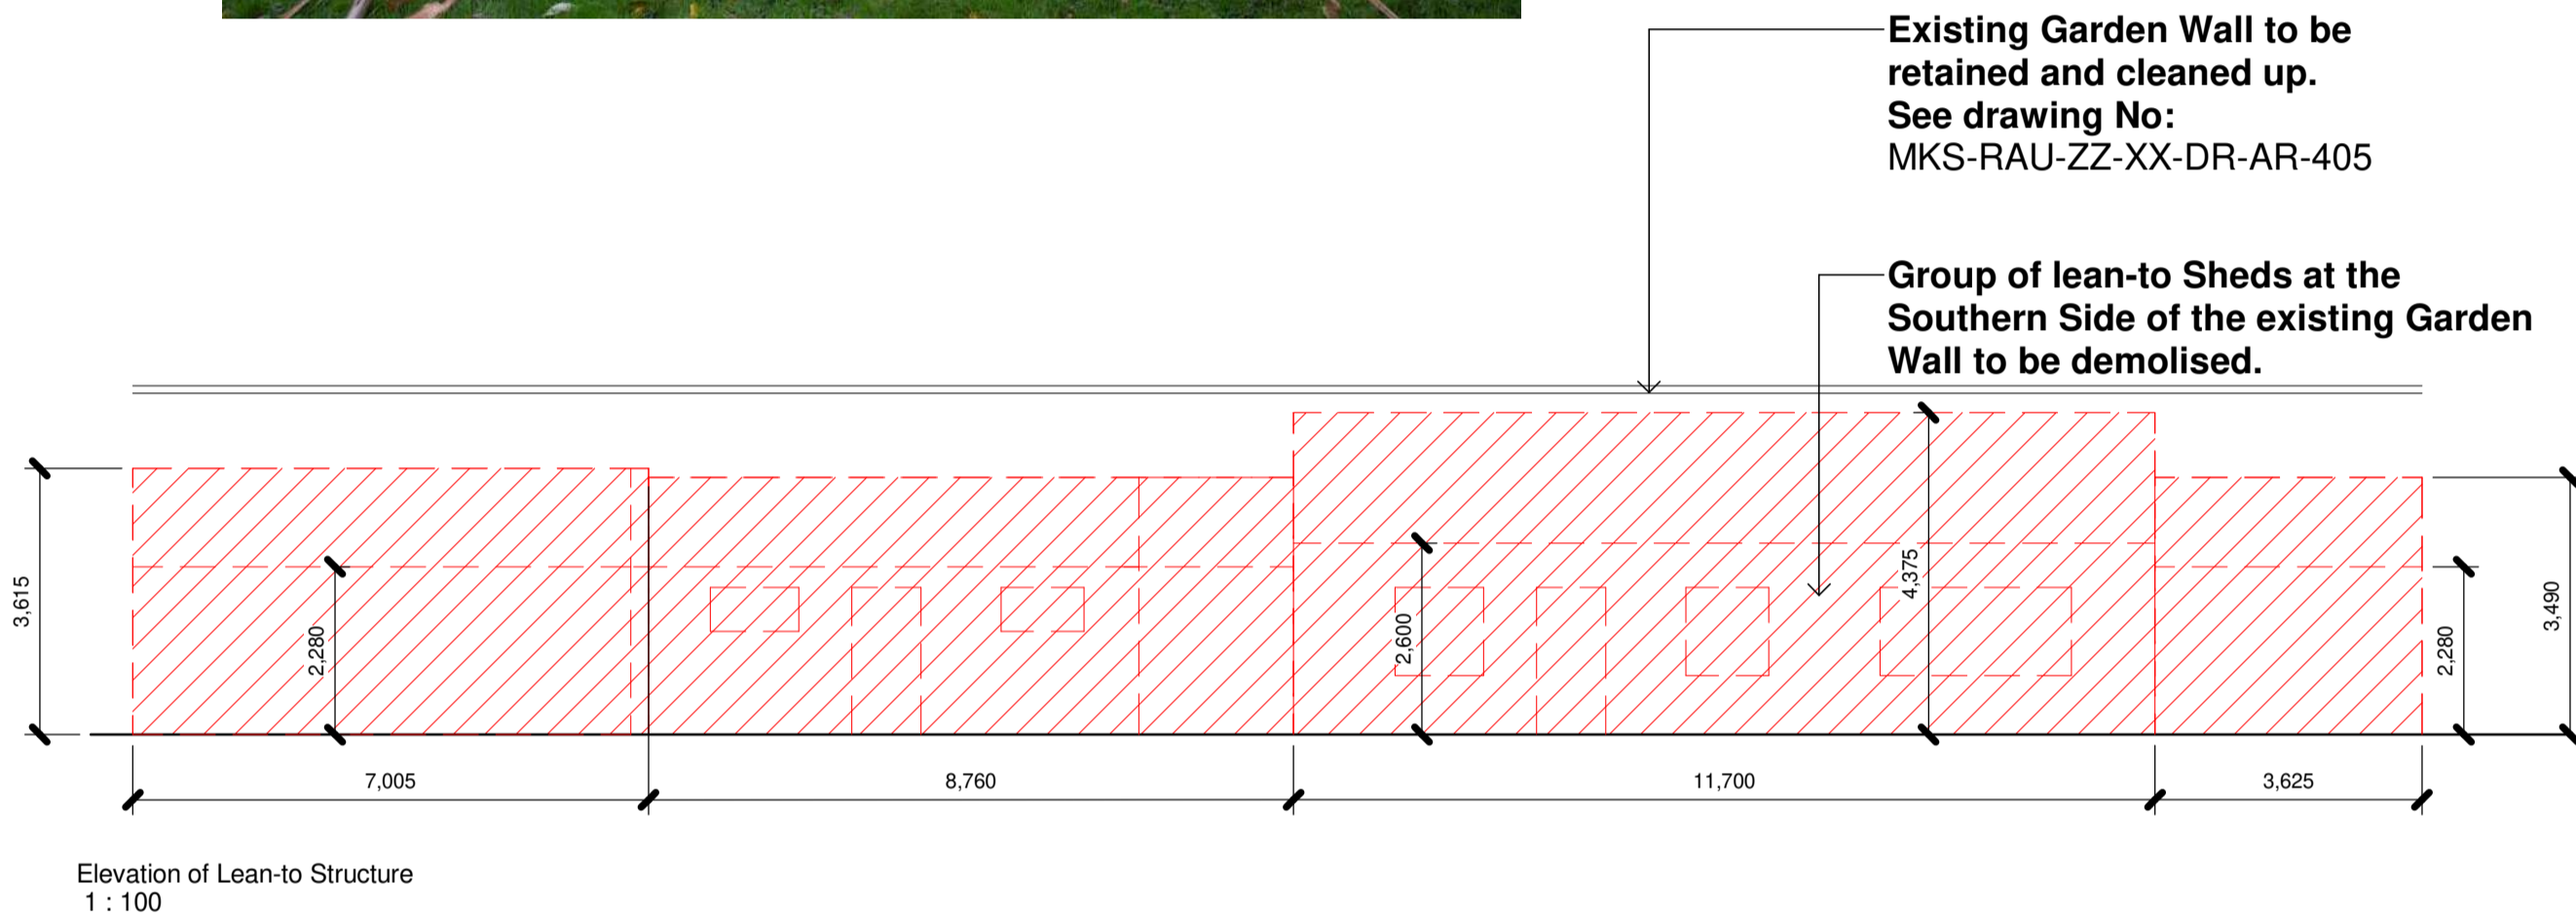 Existing Garden Wall to be
retained and cleaned up.
See drawing No:
MKS-RAU-ZZ-XX-DR-AR-405
Group of lean-to Sheds at the
Southern Side of the existing Garden
Wall to be demolised.
3,615
2,280
2,600
4,375
2,280
3,490
7,005
8,760
11,700
3,625
Elevation of Lean-to Structure
1 : 100